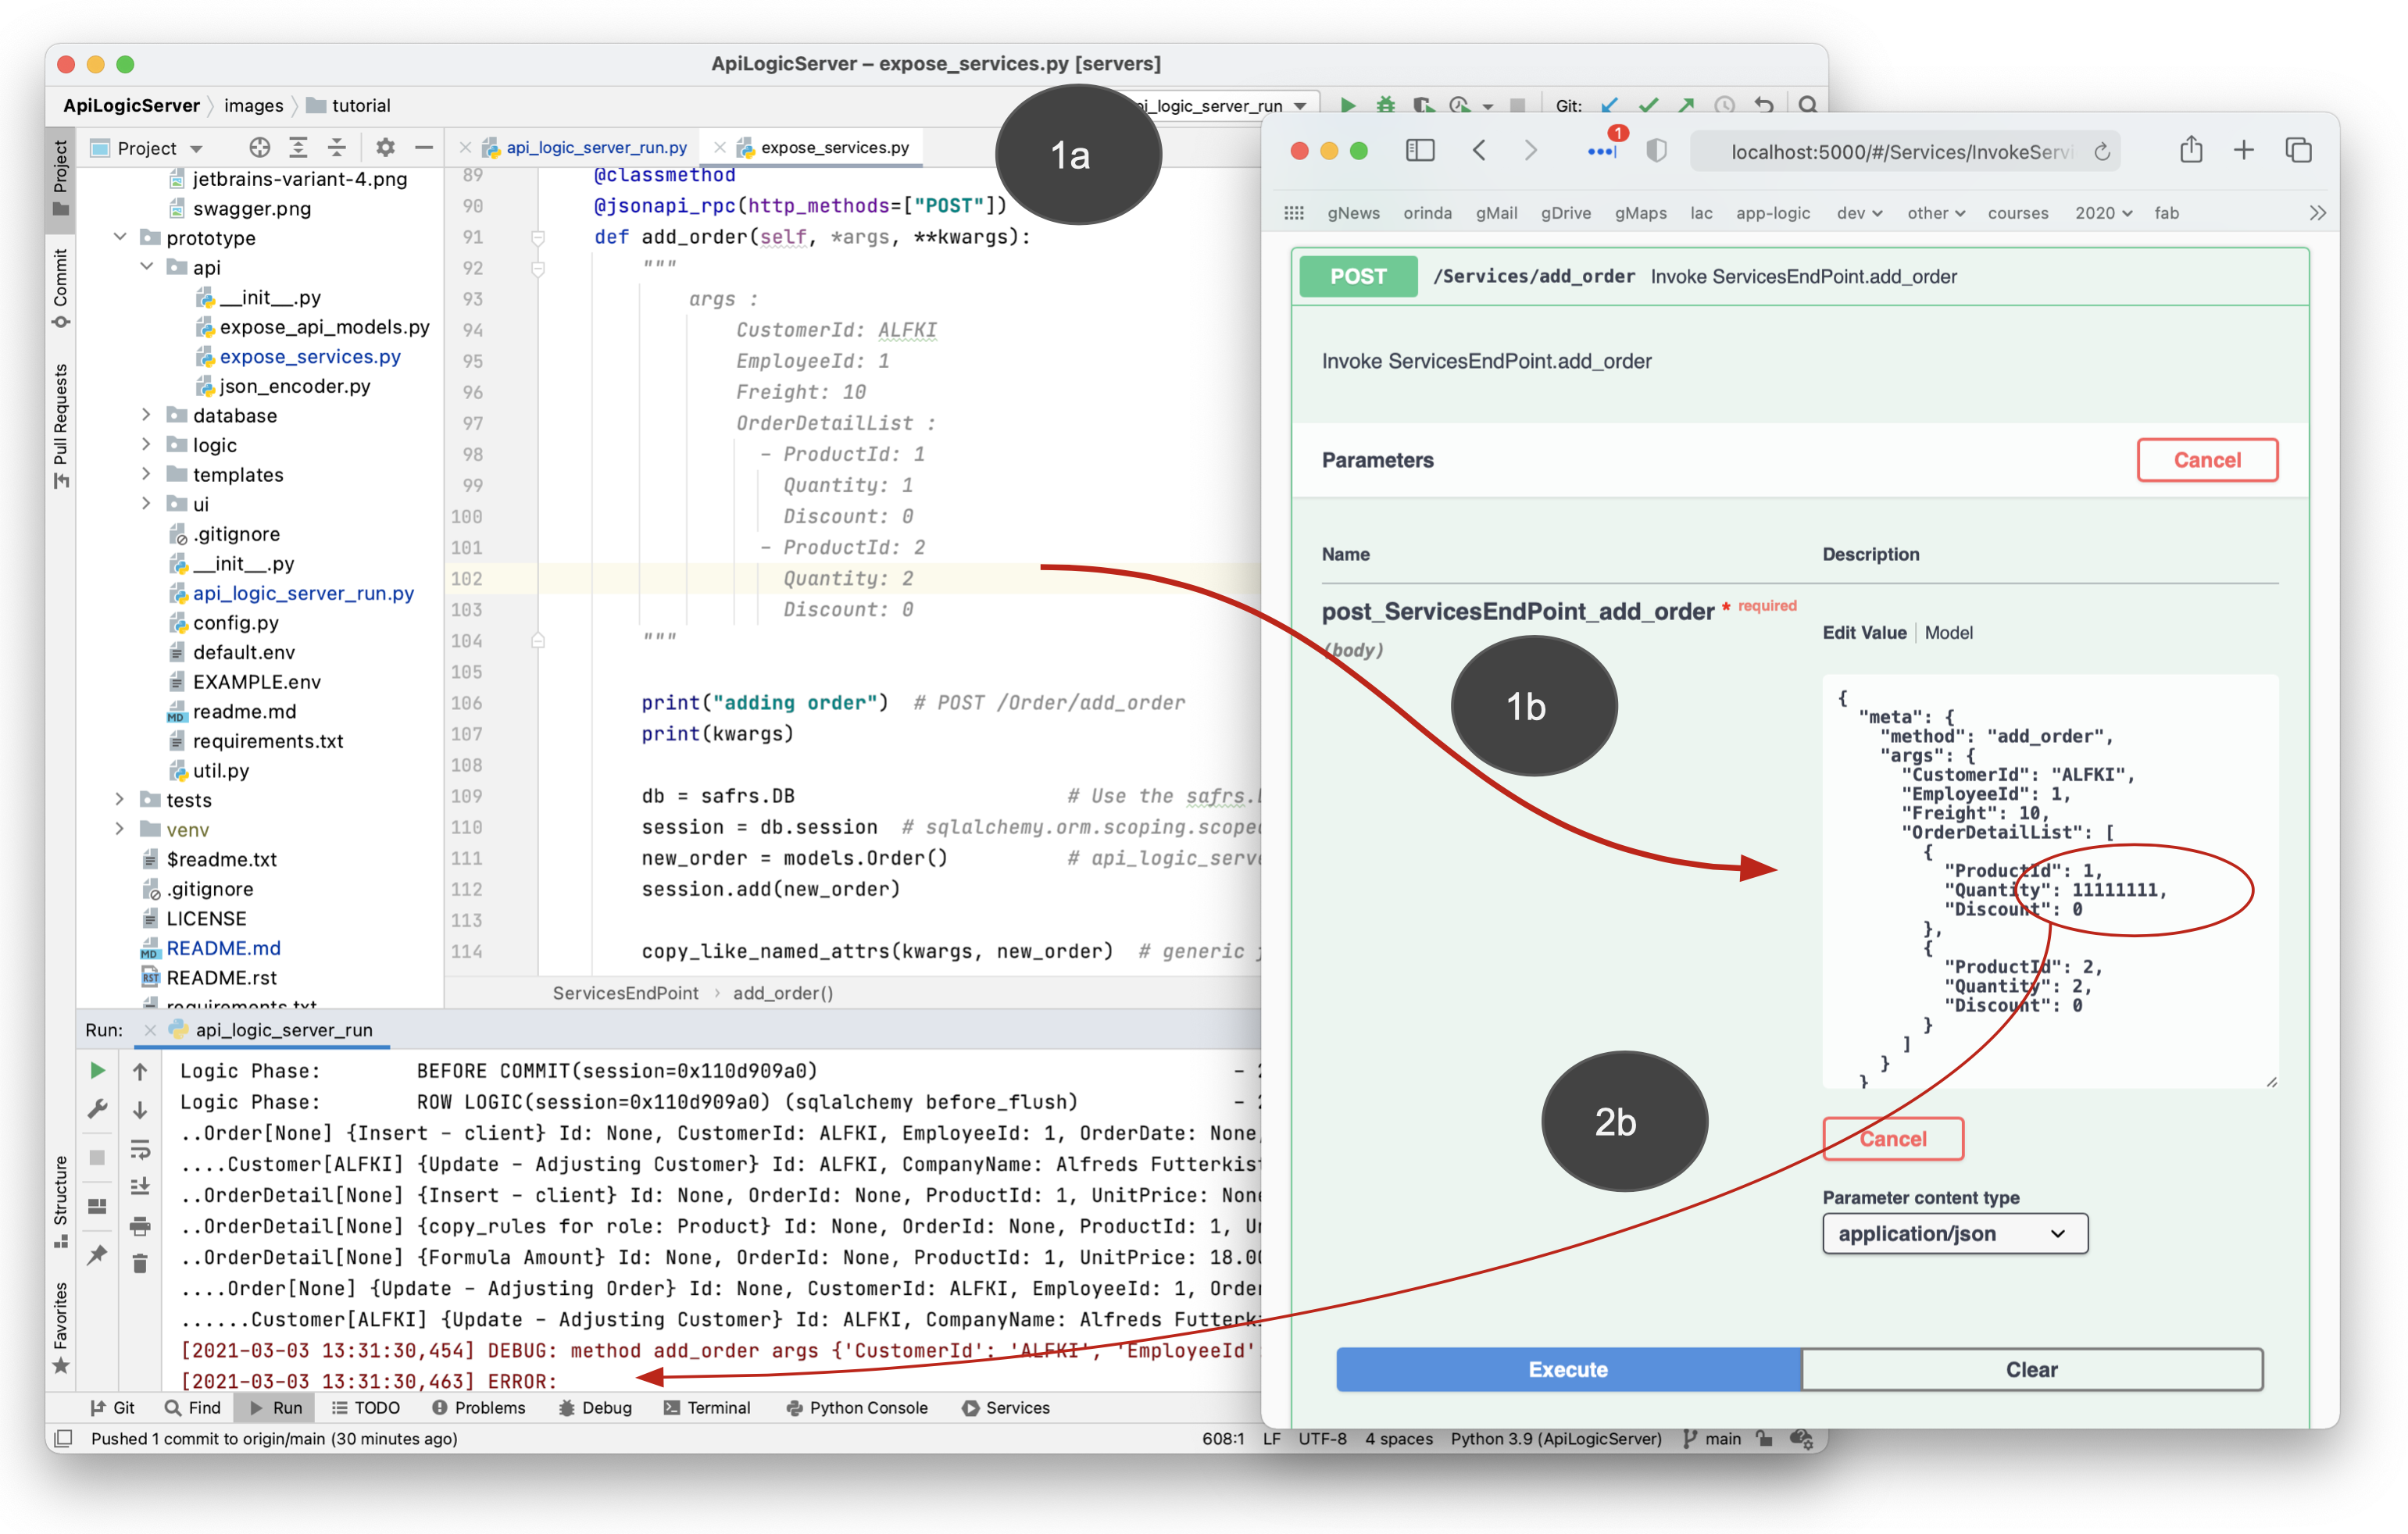 ApiLogicServer – expose_services.py [servers]
ApiLogicServer images tutorial
api_logic_server_run Git:
Project
Commit
Pull Requests
Structure
Favorites
Project
jetbrains-variant-4.png
swagger.png
prototype
api
__init__.py
expose_api_models.py
expose_services.py
json_encoder.py
database
logic
templates
ui
.gitignore
__init__.py
api_logic_server_run.py
config.py
default.env
EXAMPLE.env
readme.md
requirements.txt
util.py
tests
venv
$readme.txt
.gitignore
LICENSE
README.md
README.rst
requirements.txt
api_logic_server_run.py expose_services.py
89 @classmethod
90 @jsonapi_rpc(http_methods=["POST"])
91 def add_order(self, *args, **kwargs):
92 """
93 args :
94 CustomerId: ALFKI
95 EmployeeId: 1
96 Freight: 10
97 OrderDetailList :
98 - ProductId: 1
99 Quantity: 1
100 Discount: 0
101 - ProductId: 2
102 Quantity: 2
103 Discount: 0
104 """
105
106 print("adding order") # POST /Order/add_order
107 print(kwargs)
108
109 db = safrs.DB # Use the safrs.
110 session = db.session # sqlalchemy.orm.scoping.scoped
111 new_order = models.Order() # api_logic_serve
112 session.add(new_order)
113
114 copy_like_named_attrs(kwargs, new_order) # generic
ServicesEndPoint › add_order()
Run: api_logic_server_run
Logic Phase: BEFORE COMMIT(session=0x110d909a0) -
Logic Phase: ROW LOGIC(session=0x110d909a0) (sqlalchemy before_flush) -
..Order[None] {Insert - client} Id: None, CustomerId: ALFKI, EmployeeId: 1, OrderDate: None,
....Customer[ALFKI] {Update - Adjusting Customer} Id: ALFKI, CompanyName: Alfreds Futterkist
..OrderDetail[None] {Insert - client} Id: None, OrderId: None, ProductId: 1, UnitPrice: None
..OrderDetail[None] {copy_rules for role: Product} Id: None, OrderId: None, ProductId: 1, Un
..OrderDetail[None] {Formula Amount} Id: None, OrderId: None, ProductId: 1, UnitPrice: 18.00
....Order[None] {Update - Adjusting Order} Id: None, CustomerId: ALFKI, EmployeeId: 1, Order
......Customer[ALFKI] {Update - Adjusting Customer} Id: ALFKI, CompanyName: Alfreds Futterki
[2021-03-03 13:31:30,454] DEBUG: method add_order args {'CustomerId': 'ALFKI', 'EmployeeId':
[2021-03-03 13:31:30,463] ERROR:
Git Find Run TODO Problems Debug Terminal Python Console Services
Pushed 1 commit to origin/main (30 minutes ago) 608:1 LF UTF-8 4 spaces Python 3.9 (ApiLogicServer) main
1a
1b
2b
1
localhost:5000/#/Services/InvokeServi
gNews orinda gMail gDrive gMaps lac app-logic dev other courses 2020 fab
POST /Services/add_order Invoke ServicesEndPoint.add_order
Invoke ServicesEndPoint.add_order
Parameters Cancel
Name Description
post_ServicesEndPoint_add_order * required
(body)
Edit Value Model
{
"meta": {
"method": "add_order",
"args": {
"CustomerId": "ALFKI",
"EmployeeId": 1,
"Freight": 10,
"OrderDetailList": [
{
"ProductId": 1,
"Quantity": 11111111,
"Discount": 0
},
{
"ProductId": 2,
"Quantity": 2,
"Discount": 0
}
]
}
}
Cancel
Parameter content type
application/json
Execute Clear